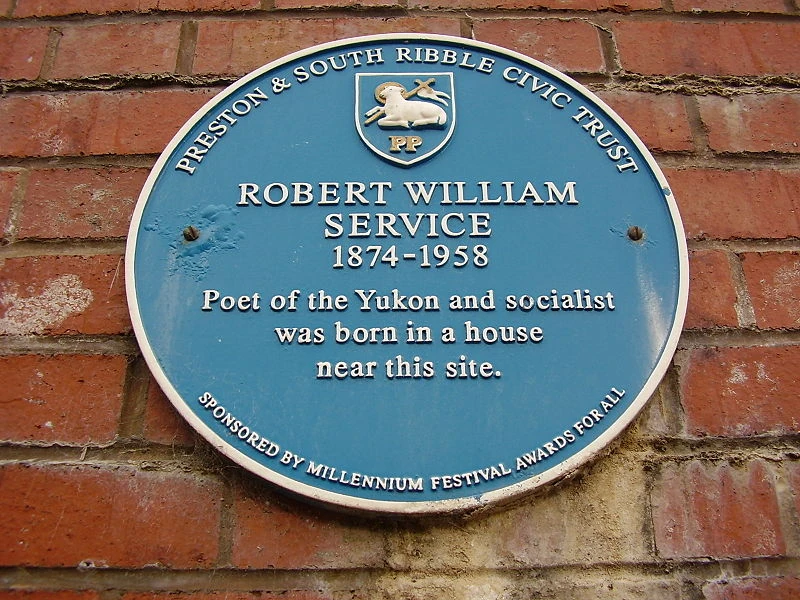 PRESTON & SOUTH RIBBLE CIVIC TRUST
PP
ROBERT WILLIAM
SERVICE
1874-1958
Poet of the Yukon and socialist
was born in a house
near this site.
SPONSORED BY MILLENNIUM FESTIVAL AWARDS FOR ALL